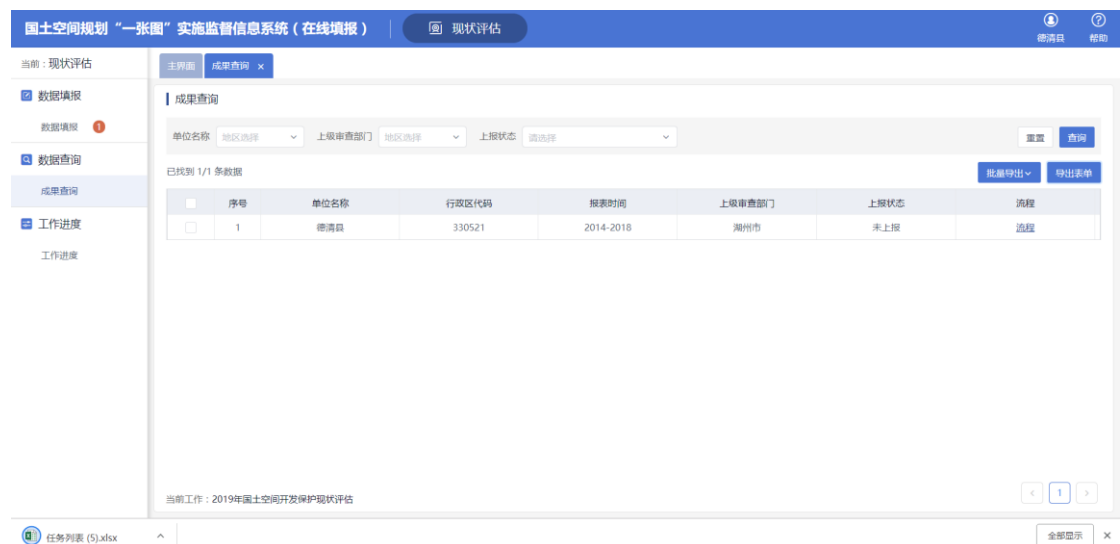 国土空间规划“一张图”实施监督信息系统（在线填报） 现状评估 德清县 帮助
当前：现状评估 主界面 成果查询 ×
数据填报
数据填报 1
数据查询
成果查询
工作进度
工作进度
成果查询
单位名称 地区选择 上级审查部门 地区选择 上报状态 请选择 重置 查询
已找到 1/1 条数据 批量导出 导出表单
序号 单位名称 行政区代码 报表时间 上级审查部门 上报状态 流程
1 德清县 330521 2014-2018 湖州市 未上报 流程
当前工作：2019年国土空间开发保护现状评估 < 1 >
任务列表 (5).xlsx 全部显示 ×